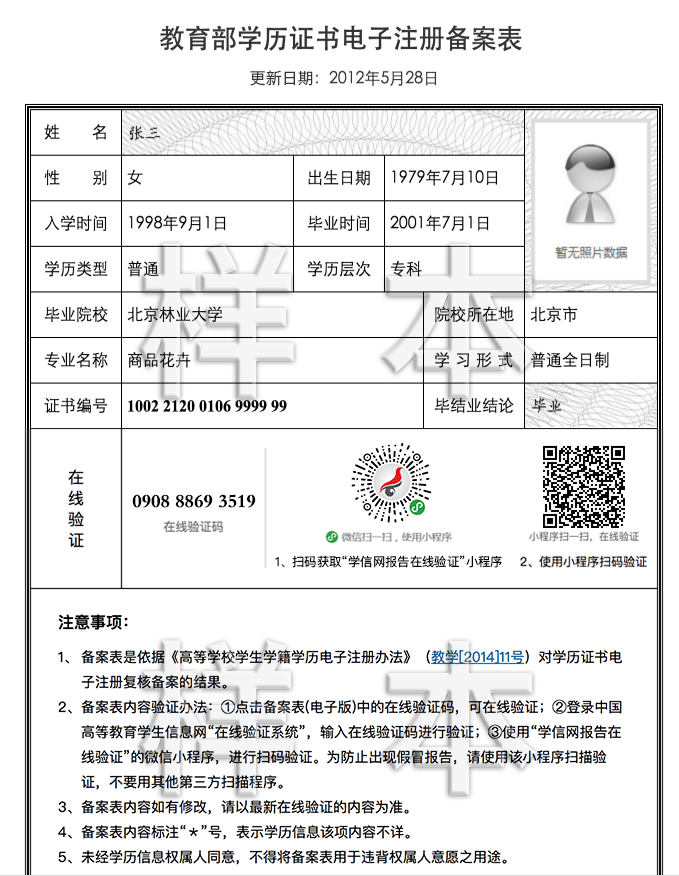 教育部学历证书电子注册备案表
更新日期：2012年5月28日
姓 名 张三
性 别 女 出生日期 1979年7月10日
入学时间 1998年9月1日 毕业时间 2001年7月1日
暂无照片数据
学历类型 普通 学历层次 专科
毕业院校 北京林业大学 院校所在地 北京市
专业名称 商品花卉 学习形式 普通全日制
证书编号 1002 2120 0106 9999 99 毕结业结论 毕业
在线验证
0908 8869 3519
在线验证码
微信扫一扫，使用小程序
小程序扫一扫，在线验证
1、扫码获取“学信网报告在线验证”小程序
2、使用小程序扫码验证
注意事项：
1、备案表是依据《高等学校学生学籍学历电子注册办法》（教学[2014]11号）对学历证书电
子注册复核备案的结果。
2、备案表内容验证办法：①点击备案表(电子版)中的在线验证码，可在线验证；②登录中国
高等教育学生信息网“在线验证系统”，输入在线验证码进行验证；③使用“学信网报告在
线验证”的微信小程序，进行扫码验证。为防止出现假冒报告，请使用该小程序扫描验
证，不要用其他第三方扫描程序。
3、备案表内容如有修改，请以最新在线验证的内容为准。
4、备案表内容标注“＊”号，表示学历信息该项内容不详。
5、未经学历信息权属人同意，不得将备案表用于违背权属人意愿之用途。
样本
样本